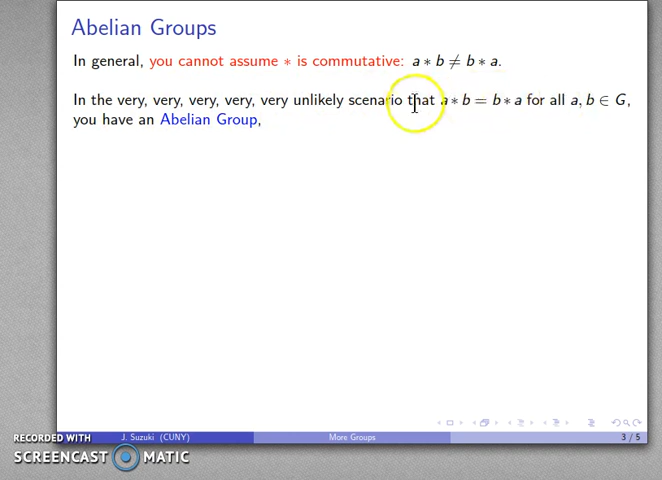 Abelian Groups
In general, you cannot assume ∗ is commutative: a ∗ b ≠ b ∗ a.
In the very, very, very, very, very unlikely scenario that a ∗ b = b ∗ a for all a, b ∈ G,
you have an Abelian Group,
RECORDED WITH
J. Suzuki (CUNY) More Groups 3 / 5
SCREENCAST MATIC